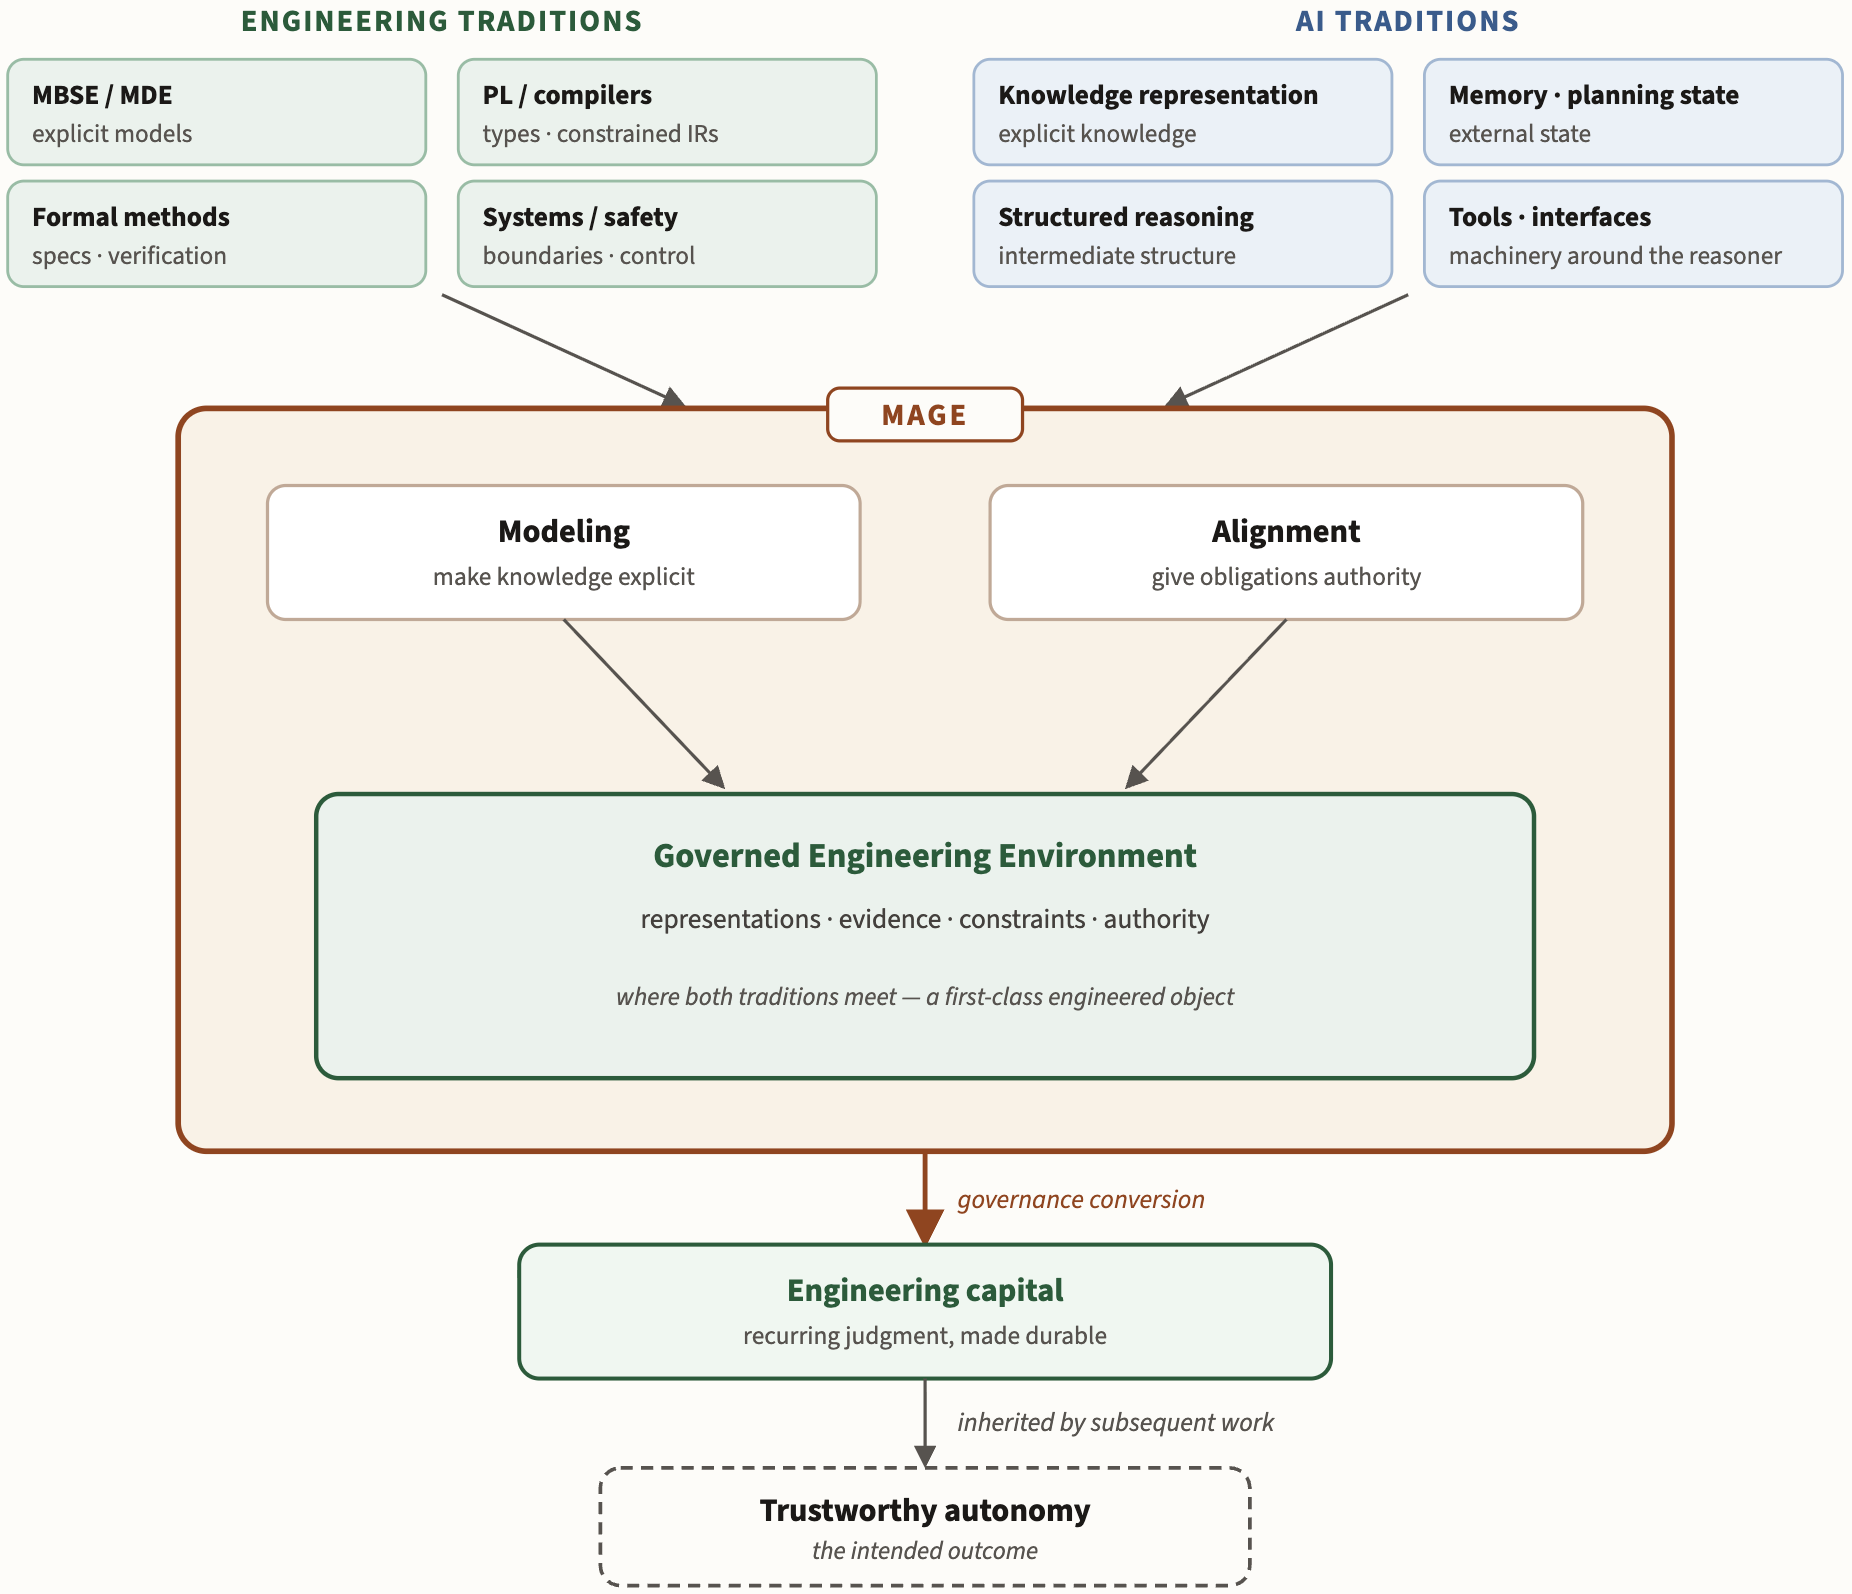 ENGINEERING TRADITIONS
AI TRADITIONS
MBSE / MDE
explicit models
PL / compilers
types · constrained IRs
Knowledge representation
explicit knowledge
Memory · planning state
external state
Formal methods
specs · verification
Systems / safety
boundaries · control
Structured reasoning
intermediate structure
Tools · interfaces
machinery around the reasoner
MAGE
Modeling
make knowledge explicit
Alignment
give obligations authority
Governed Engineering Environment
representations · evidence · constraints · authority
where both traditions meet — a first-class engineered object
governance conversion
Engineering capital
recurring judgment, made durable
inherited by subsequent work
Trustworthy autonomy
the intended outcome